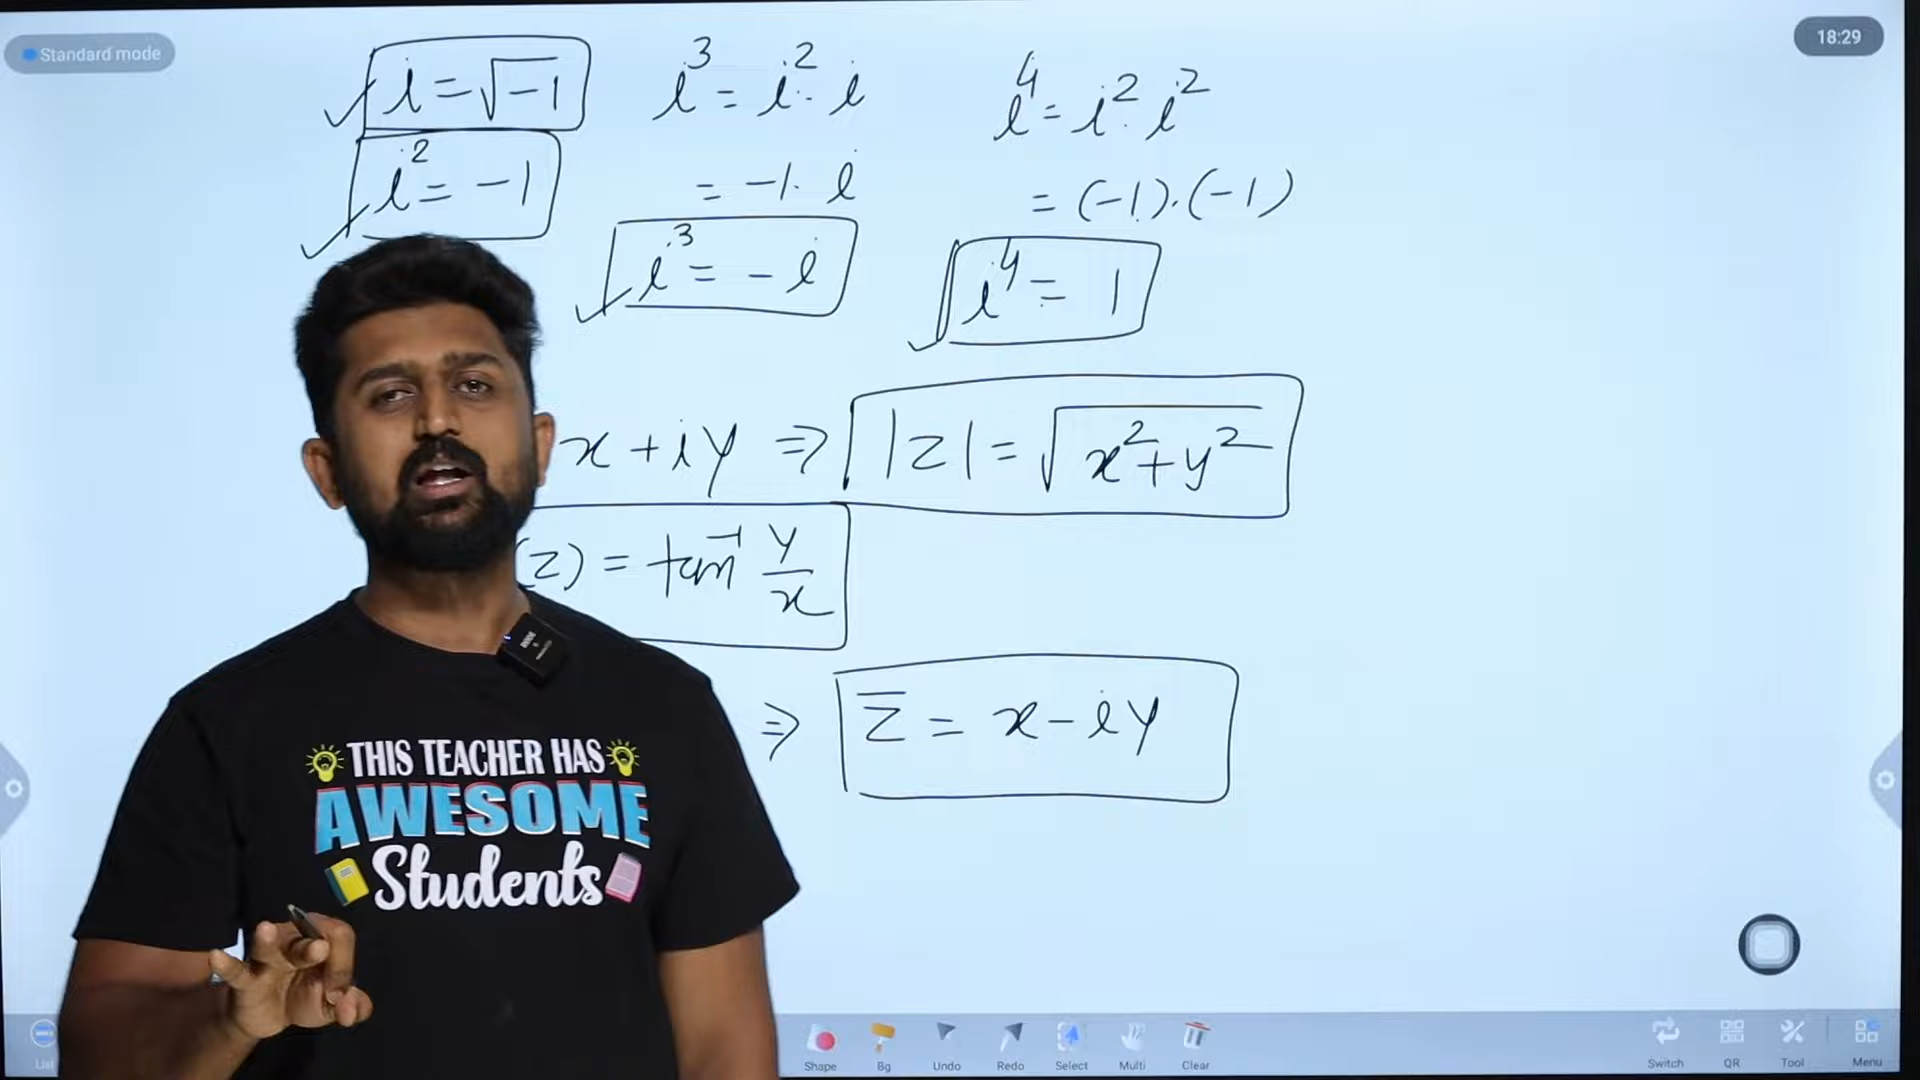 Standard mode
18:29
i = √-1
i² = -1
i³ = i² · i
= -1 · i
i³ = - i
i⁴ = i² · i²
= (-1) · (-1)
i⁴ = 1
x + iy ⇒ |z| = √x² + y²
(z) = tan⁻¹ y/x
⇒ z̅ = x - iy
THIS TEACHER HAS
AWESOME
Students
List
Shape
Bg
Undo
Redo
Select
Multi
Clear
Switch
QR
Tool
Menu